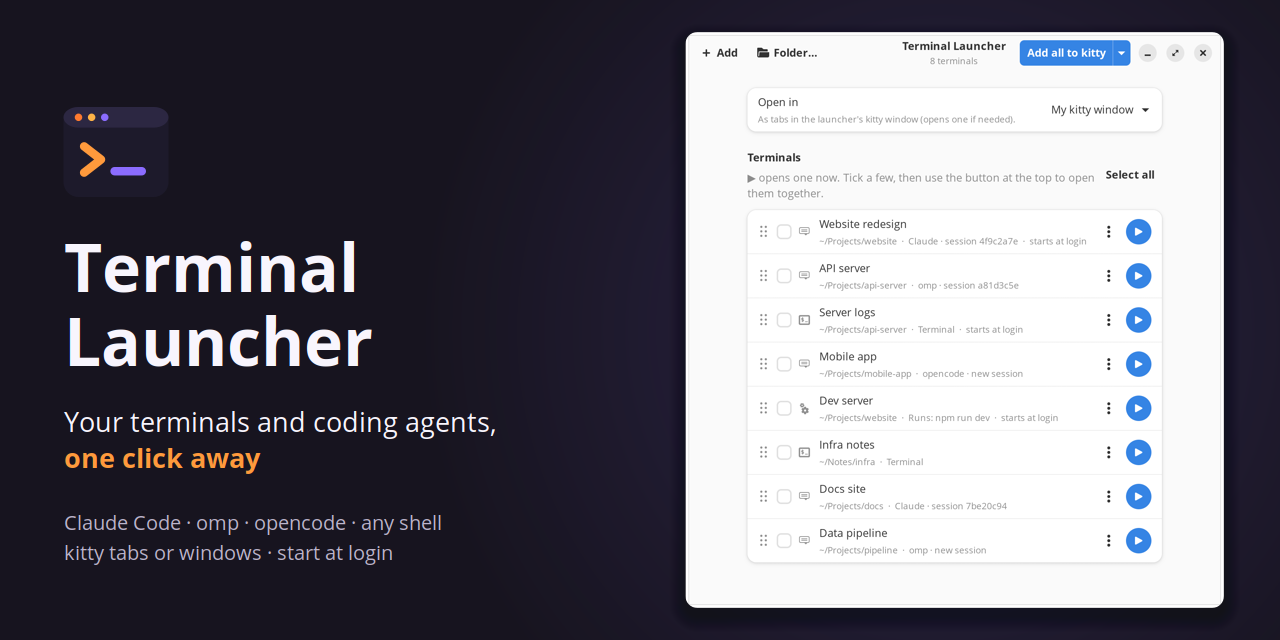 Terminal
Launcher
Your terminals and coding agents,
one click away
Claude Code · omp · opencode · any shell
kitty tabs or windows · start at login
+ Add
Folder...
Terminal Launcher
8 terminals
Add all to kitty
Open in
As tabs in the launcher's kitty window (opens one if needed).
My kitty window
Terminals
▶ opens one now. Tick a few, then use the button at the top to open
them together.
Select all
Website redesign
~/Projects/website · Claude · session 4f9c2a7e · starts at login
API server
~/Projects/api-server · omp · session a81d3c5e
Server logs
~/Projects/api-server · Terminal · starts at login
Mobile app
~/Projects/mobile-app · opencode · new session
Dev server
~/Projects/website · Runs: npm run dev · starts at login
Infra notes
~/Notes/infra · Terminal
Docs site
~/Projects/docs · Claude · session 7be20c94
Data pipeline
~/Projects/pipeline · omp · new session